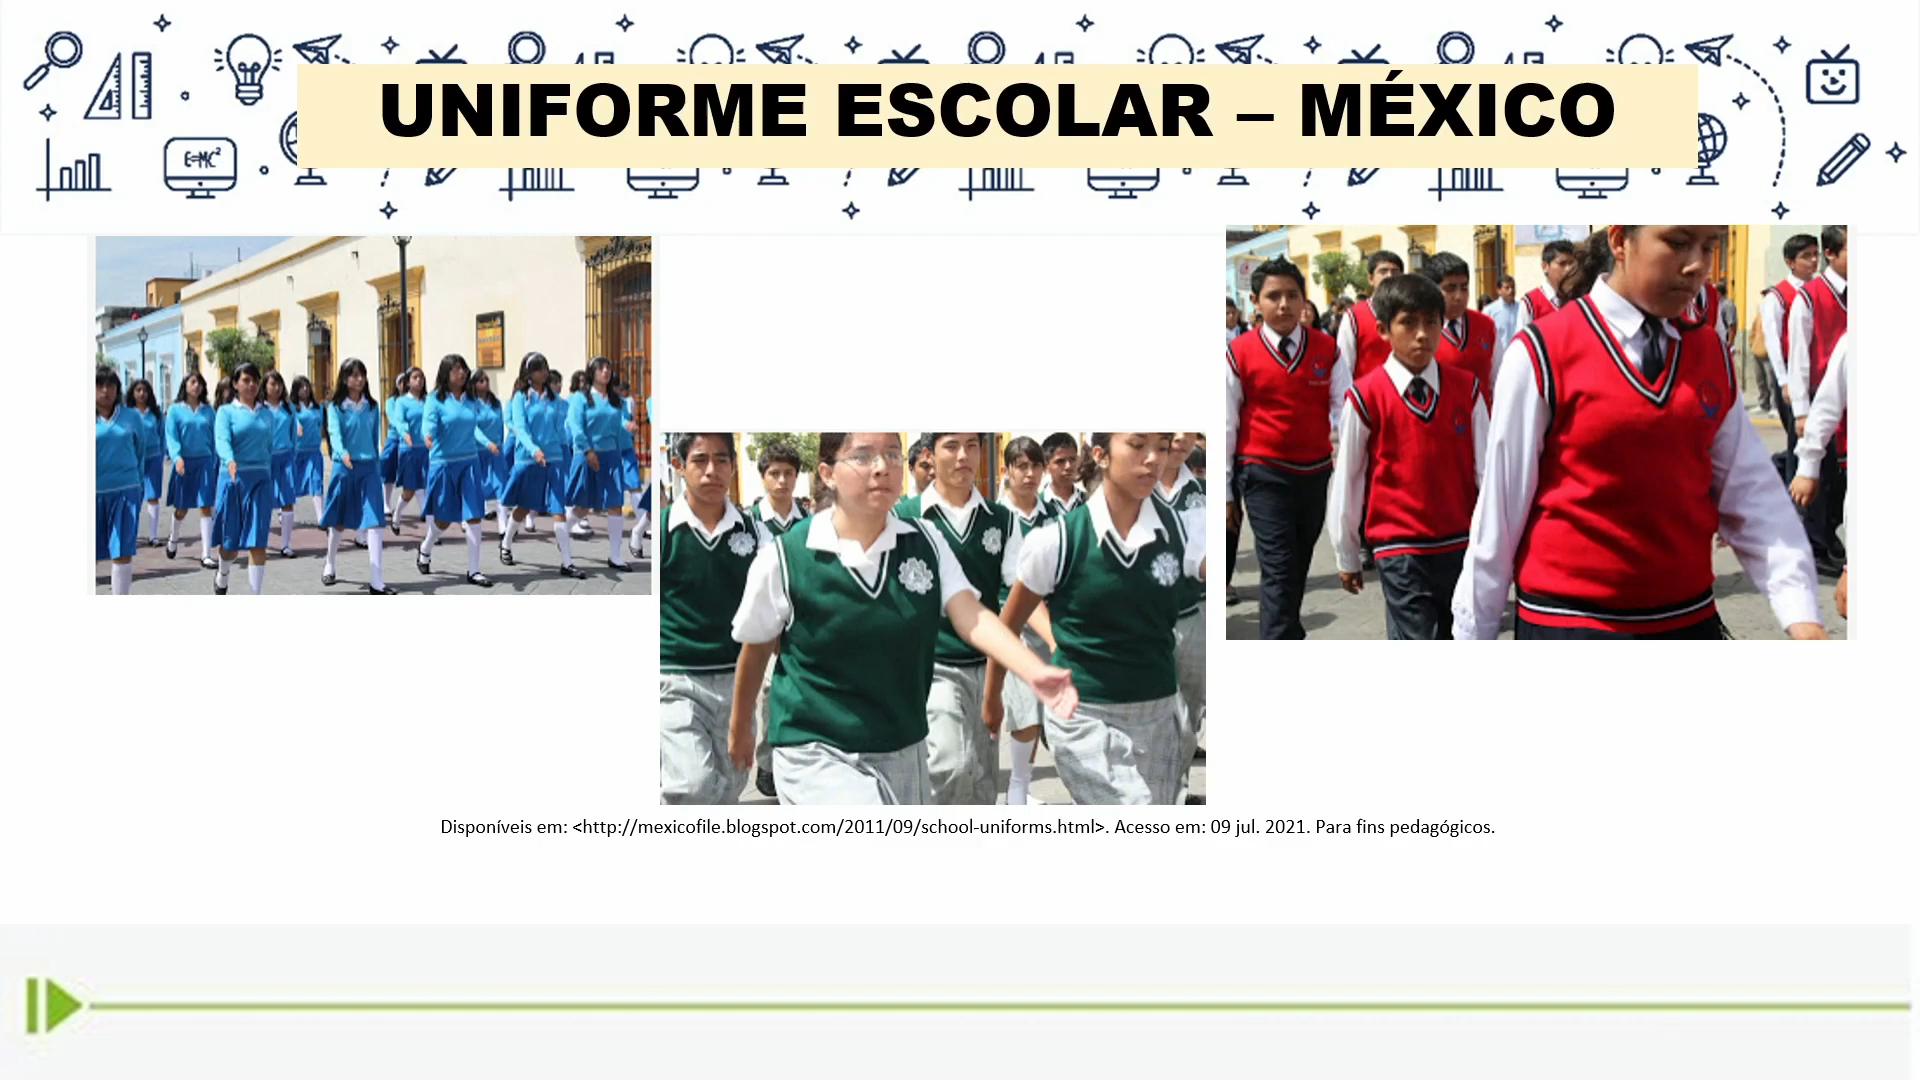 UNIFORME ESCOLAR – MÉXICO
E=MC²
Disponíveis em: <http://mexicofile.blogspot.com/2011/09/school-uniforms.html>. Acesso em: 09 jul. 2021. Para fins pedagógicos.